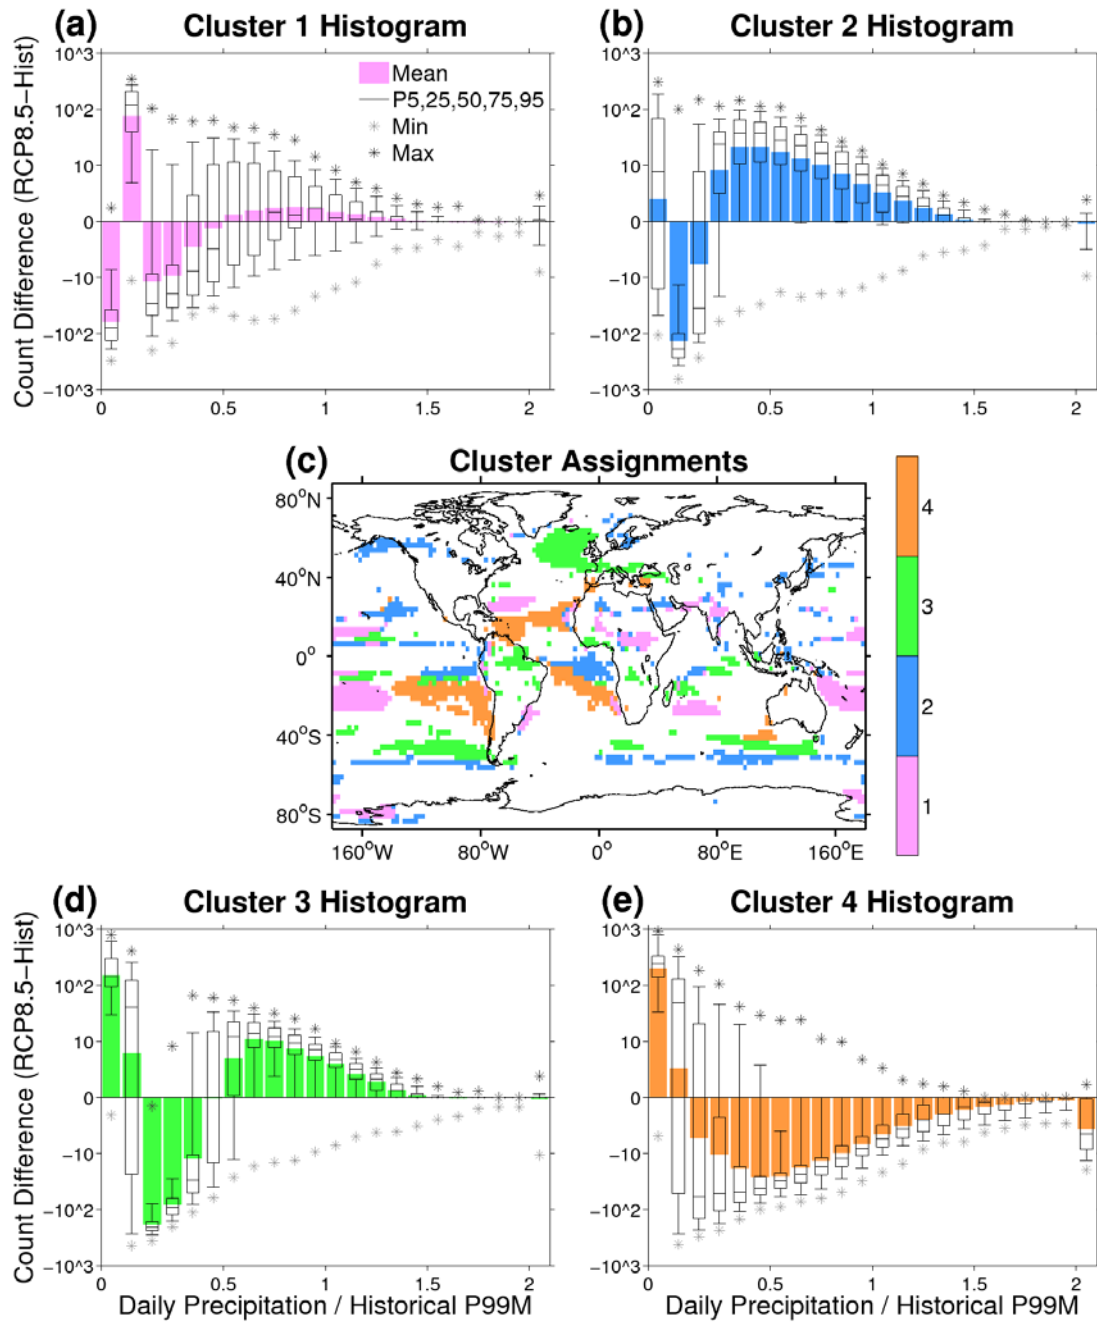 (a) Cluster 1 Histogram
Count Difference (RCP8.5−Hist)
10^3
10^2
10
0
−10
−10^2
−10^3
0 0.5 1 1.5 2
Mean
P5,25,50,75,95
Min
Max
(b) Cluster 2 Histogram
10^3
10^2
10
0
−10
−10^2
−10^3
0 0.5 1 1.5 2
(c) Cluster Assignments
80°N
40°N
0°
40°S
80°S
160°W 80°W 0° 80°E 160°E
4
3
2
1
(d) Cluster 3 Histogram
Count Difference (RCP8.5−Hist)
10^3
10^2
10
0
−10
−10^2
−10^3
0 0.5 1 1.5 2
Daily Precipitation / Historical P99M
(e) Cluster 4 Histogram
10^3
10^2
10
0
−10
−10^2
−10^3
0 0.5 1 1.5 2
Daily Precipitation / Historical P99M